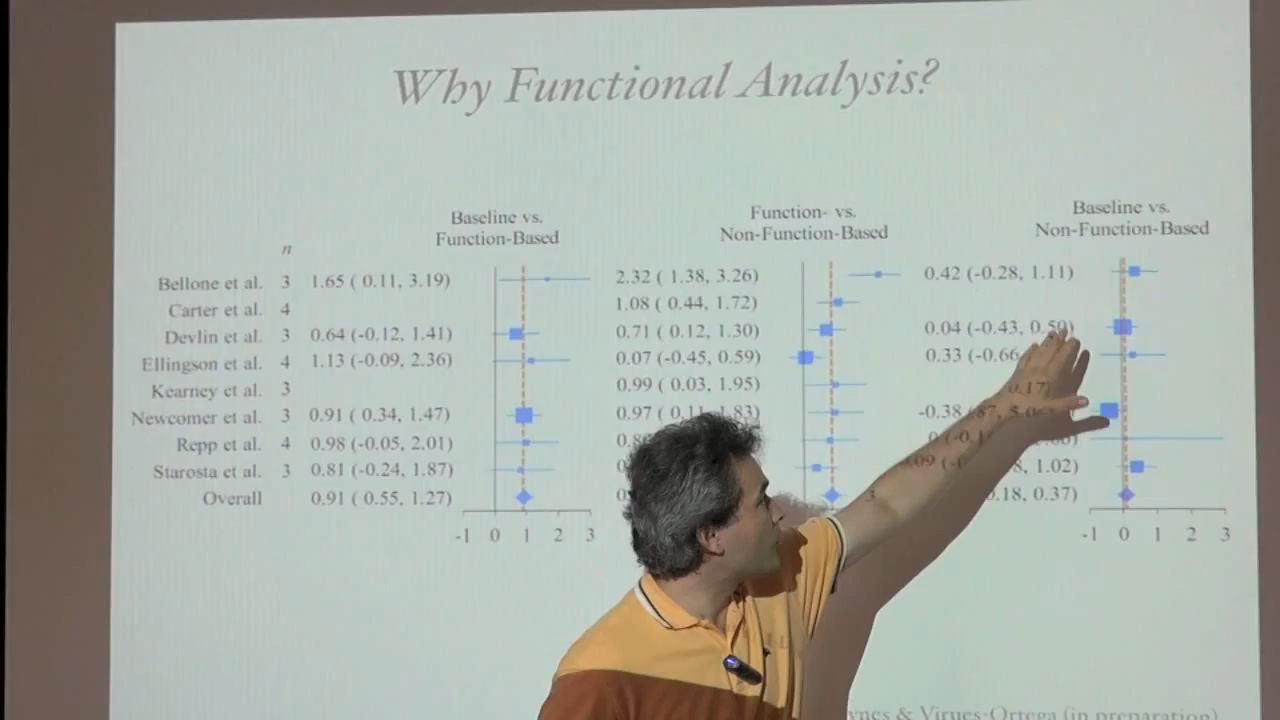 Why Functional Analysis?
Baseline vs. Function- vs. Baseline vs.
Function-Based Non-Function-Based Non-Function-Based
n
Bellone et al. 3 1.65 ( 0.11, 3.19) 2.32 ( 1.38, 3.26) 0.42 (-0.28, 1.11)
Carter et al. 4 1.08 ( 0.44, 1.72)
Devlin et al. 3 0.64 (-0.12, 1.41) 0.71 ( 0.12, 1.30) 0.04 (-0.43, 0.50)
Ellingson et al. 4 1.13 (-0.09, 2.36) 0.07 (-0.45, 0.59) 0.33 (-0.66
Kearney et al. 3 0.99 ( 0.03, 1.95) 0.17)
Newcomer et al. 3 0.91 ( 0.34, 1.47) 0.97 ( 0.11, 1.83) -0.38
Repp et al. 4 0.98 (-0.05, 2.01)
Starosta et al. 3 0.81 (-0.24, 1.87) 1.02)
Overall 0.91 ( 0.55, 1.27) 0.18, 0.37)
-1 0 1 2 3 3 -1 0 1 2 3
& Virues-Ortega (in preparation)